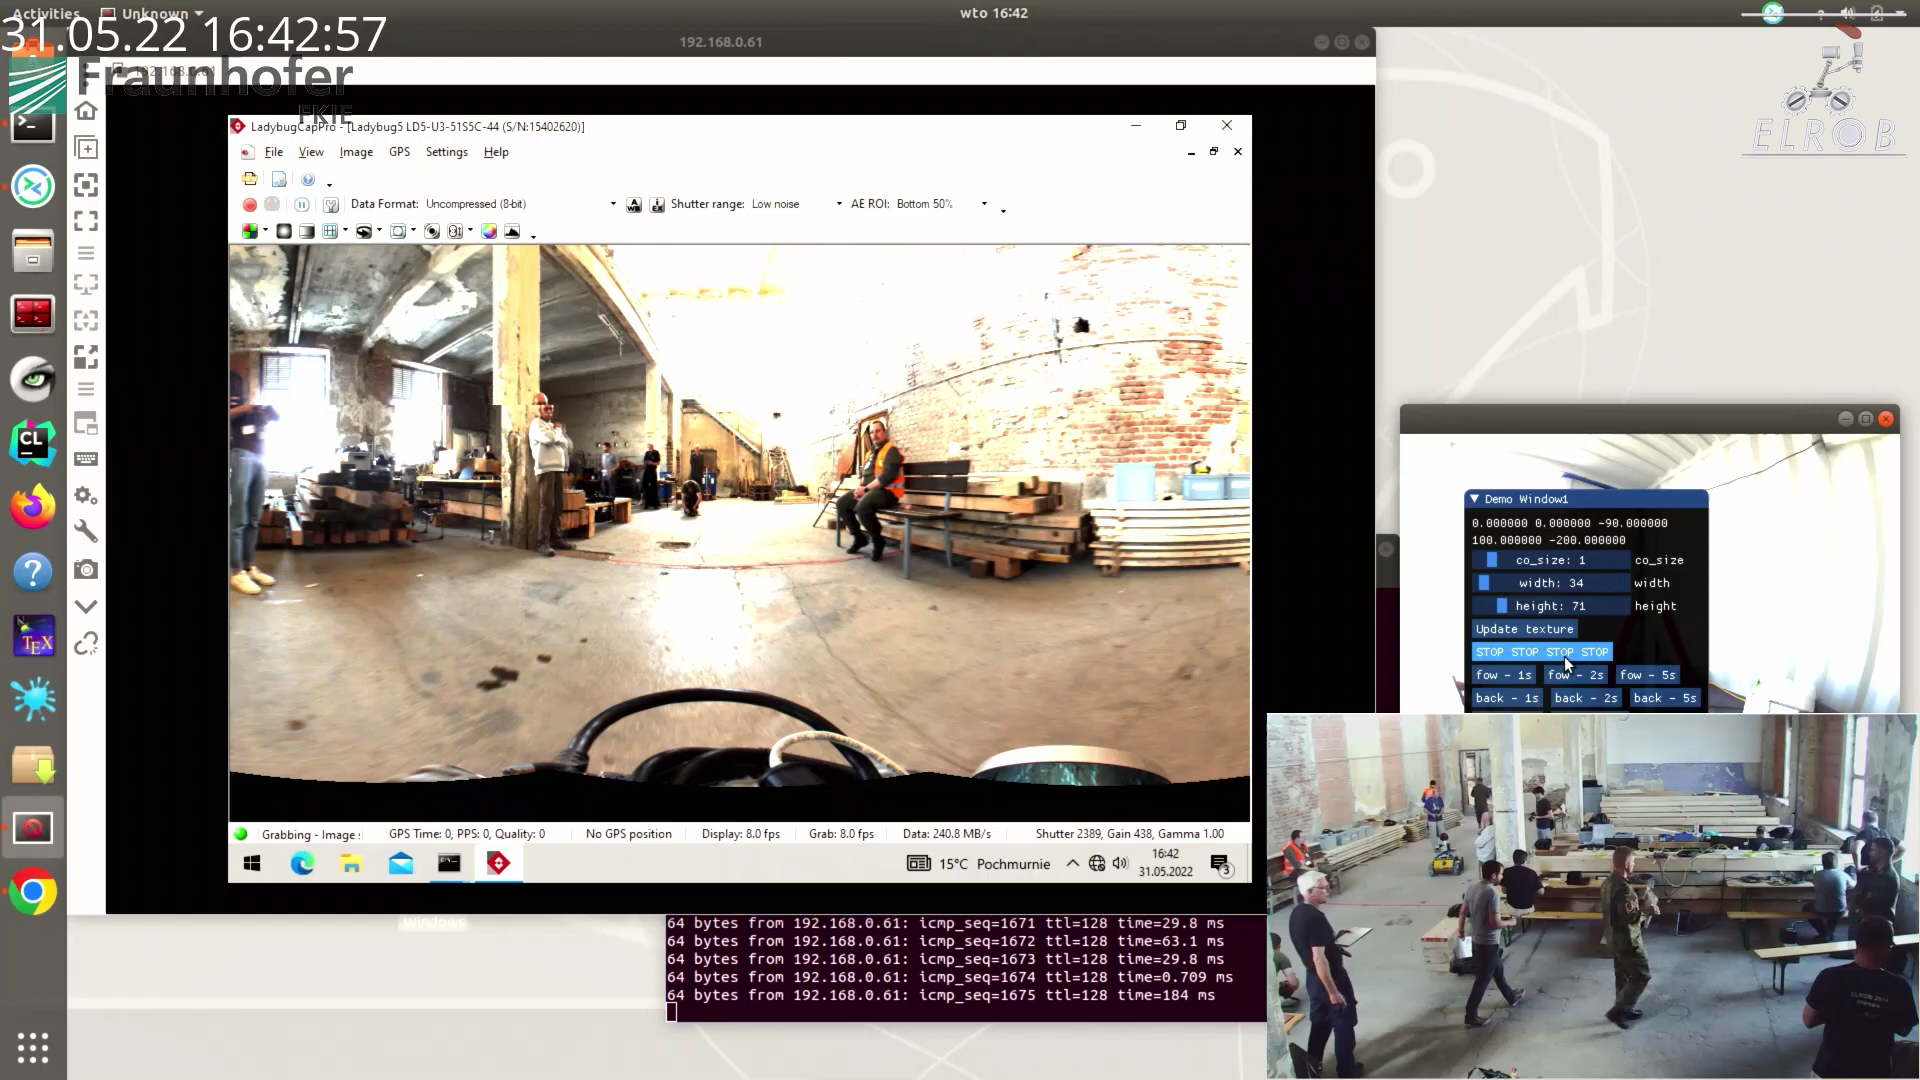 Activities
Unknown
wto 16:42
31.05.22 16:42:57
192.168.0.61
192.168.0.61
Fraunhofer
FKIE
ELROB
LadybugCapPro - [Ladybug5 LD5-U3-51S5C-44 (S/N:15402620)]
File View Image GPS Settings Help
Data Format: Uncompressed (8-bit)
Shutter range: Low noise
AE ROI: Bottom 50%
CL
TEX
Demo Window1
0.000000 0.000000 -90.000000
100.000000 -200.000000
co_size: 1 co_size
width: 34 width
height: 71 height
Update texture
STOP STOP STOP STOP
fow - 1s fow - 2s fow - 5s
back - 1s back - 2s back - 5s
Grabbing - Image
GPS Time: 0, PPS: 0, Quality: 0
No GPS position
Display: 8.0 fps
Grab: 8.0 fps
Data: 240.8 MB/s
Shutter 2389, Gain 438, Gamma 1.00
15°C Pochmurnie
16:42
31.05.2022
3
Windows
64 bytes from 192.168.0.61: icmp_seq=1671 ttl=128 time=29.8 ms
64 bytes from 192.168.0.61: icmp_seq=1672 ttl=128 time=63.1 ms
64 bytes from 192.168.0.61: icmp_seq=1673 ttl=128 time=29.8 ms
64 bytes from 192.168.0.61: icmp_seq=1674 ttl=128 time=0.709 ms
64 bytes from 192.168.0.61: icmp_seq=1675 ttl=128 time=184 ms